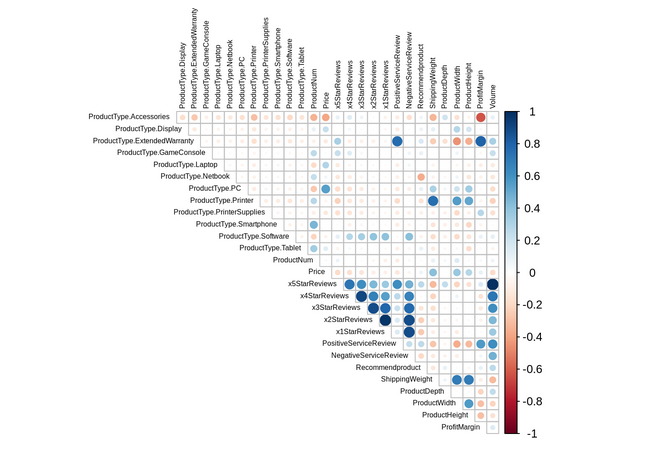 ProductType.Display
ProductType.ExtendedWarranty
ProductType.GameConsole
ProductType.Laptop
ProductType.Netbook
ProductType.PC
ProductType.Printer
ProductType.PrinterSupplies
ProductType.Smartphone
ProductType.Software
ProductType.Tablet
ProductNum
Price
x5StarReviews
x4StarReviews
x3StarReviews
x2StarReviews
x1StarReviews
PositiveServiceReview
NegativeServiceReview
Recommendproduct
ShippingWeight
ProductDepth
ProductWidth
ProductHeight
ProfitMargin
Volume
ProductType.Accessories
ProductType.Display
ProductType.ExtendedWarranty
ProductType.GameConsole
ProductType.Laptop
ProductType.Netbook
ProductType.PC
ProductType.Printer
ProductType.PrinterSupplies
ProductType.Smartphone
ProductType.Software
ProductType.Tablet
ProductNum
Price
x5StarReviews
x4StarReviews
x3StarReviews
x2StarReviews
x1StarReviews
PositiveServiceReview
NegativeServiceReview
Recommendproduct
ShippingWeight
ProductDepth
ProductWidth
ProductHeight
ProfitMargin
1
0.8
0.6
0.4
0.2
0
-0.2
-0.4
-0.6
-0.8
-1